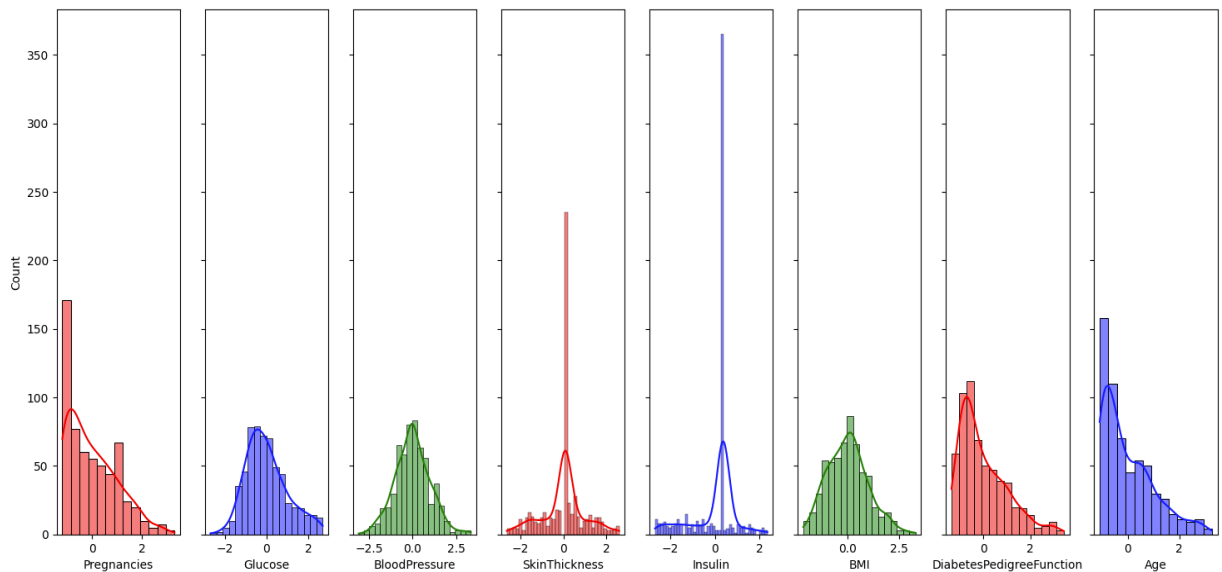 Count
350
300
250
200
150
100
50
0
0 2
Pregnancies
−2 0 2
Glucose
−2.5 0.0 2.5
BloodPressure
−2 0 2
SkinThickness
−2 0 2
Insulin
0.0 2.5
BMI
0 2
DiabetesPedigreeFunction
0 2
Age